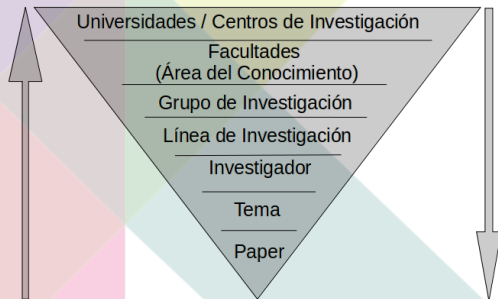 Universidades / Centros de Investigación
Facultades
(Área del Conocimiento)
Grupo de Investigación
Línea de Investigación
Investigador
Tema
Paper